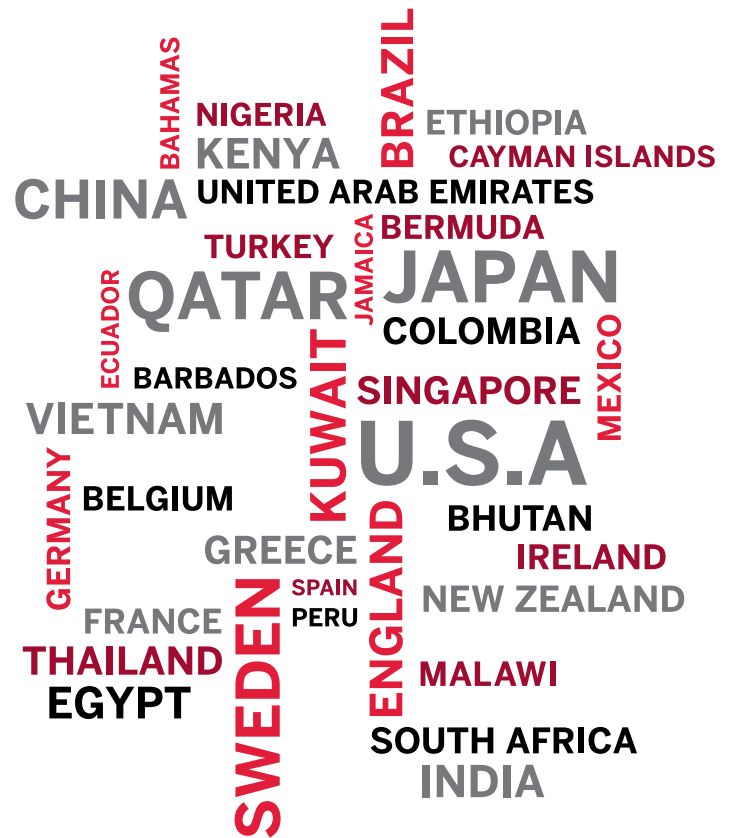 BAHAMAS
BRAZIL
NIGERIA
ETHIOPIA
KENYA
CAYMAN ISLANDS
CHINA
UNITED ARAB EMIRATES
JAMAICA
BERMUDA
TURKEY
QATAR
JAPAN
ECUADOR
COLOMBIA
MEXICO
KUWAIT
BARBADOS
SINGAPORE
VIETNAM
U.S.A
GERMANY
BELGIUM
ENGLAND
BHUTAN
GREECE
IRELAND
SWEDEN
SPAIN
NEW ZEALAND
PERU
FRANCE
THAILAND
MALAWI
EGYPT
SOUTH AFRICA
INDIA